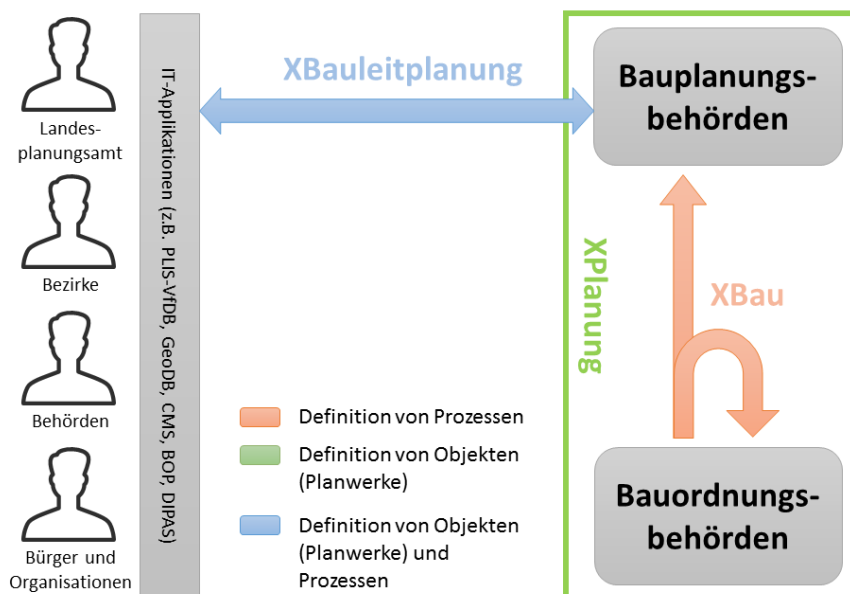 Landes-
planungsamt
Bezirke
Behörden
Bürger und
Organisationen
IT-Applikationen (z.B. PLIS-VfDB, GeoDB, CMS, BOP, DIPAS)
XBauleitplanung
Bauplanungs-
behörden
XPlanung
XBau
Bauordnungs-
behörden
Definition von Prozessen
Definition von Objekten
(Planwerke)
Definition von Objekten
(Planwerke) und
Prozessen